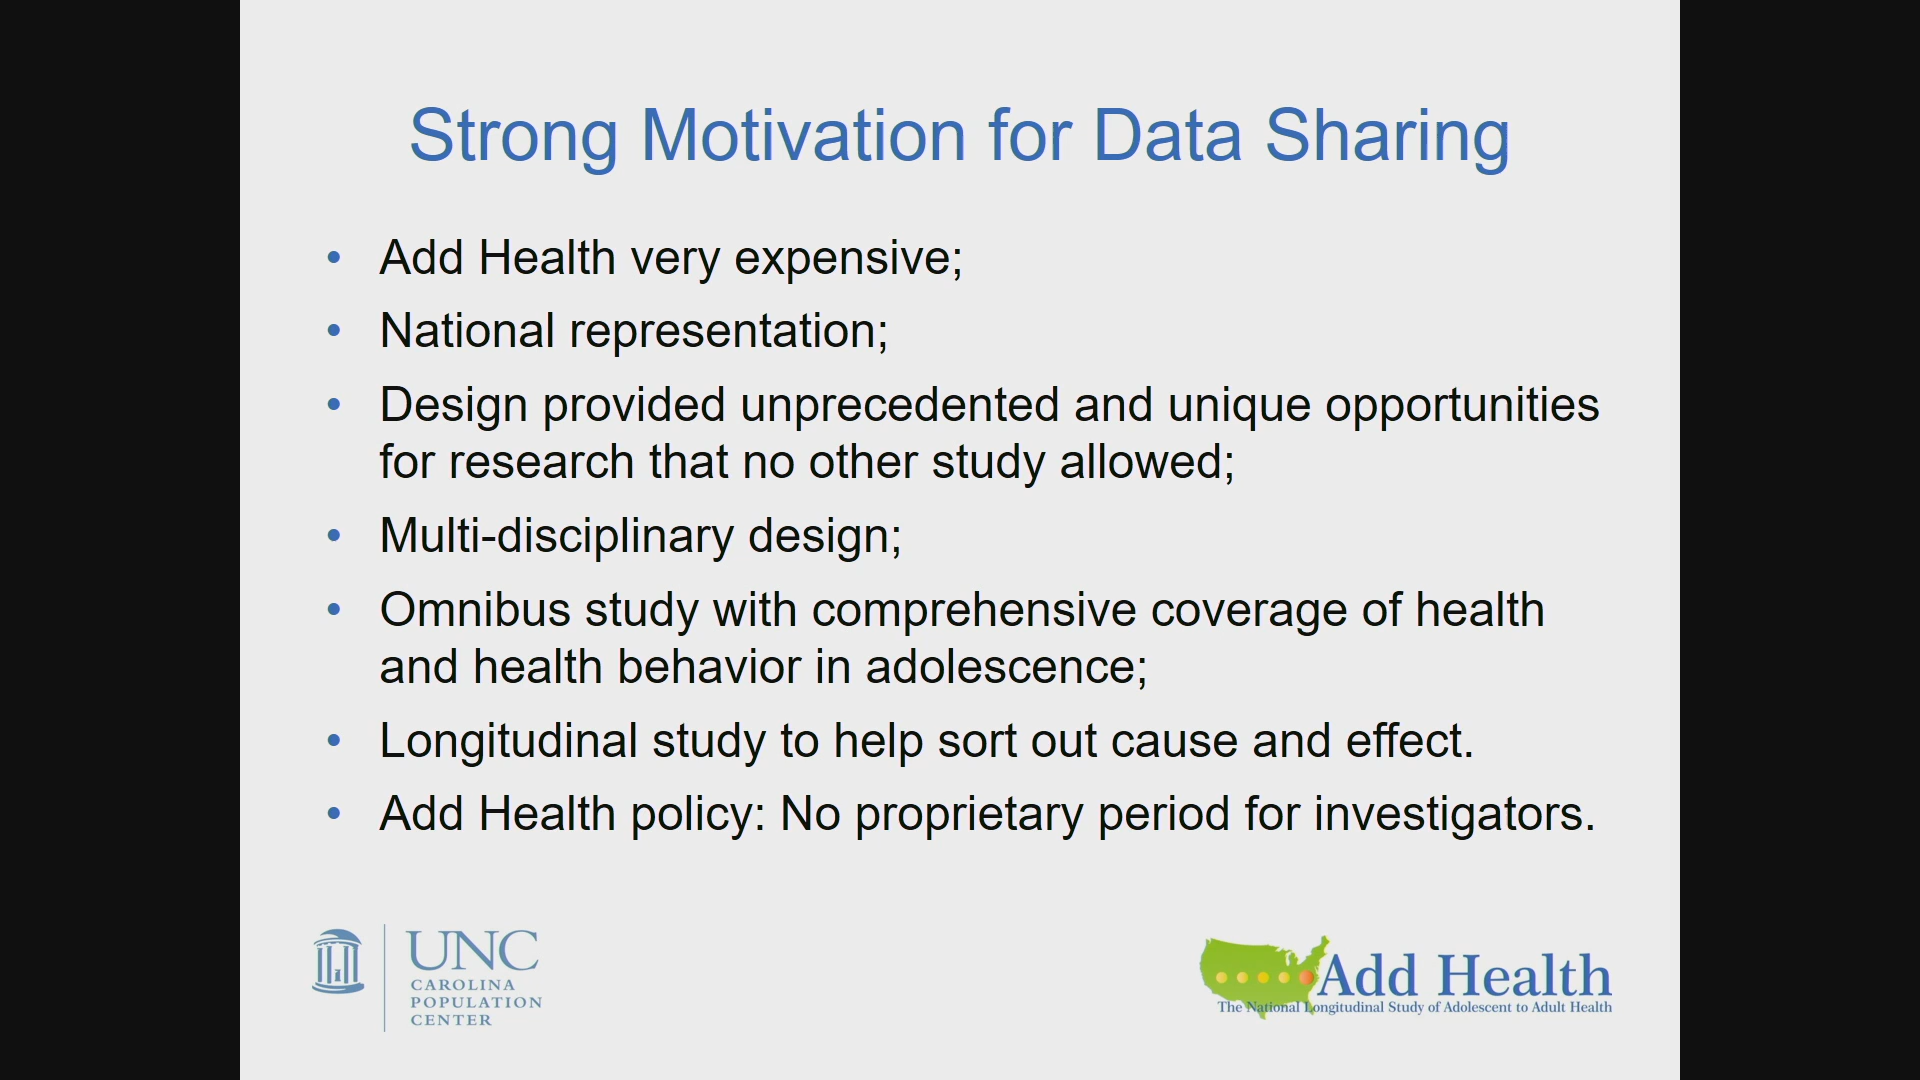 Strong Motivation for Data Sharing
• Add Health very expensive;
• National representation;
• Design provided unprecedented and unique opportunities
for research that no other study allowed;
• Multi-disciplinary design;
• Omnibus study with comprehensive coverage of health
and health behavior in adolescence;
• Longitudinal study to help sort out cause and effect.
• Add Health policy: No proprietary period for investigators.
UNC
CAROLINA
POPULATION
CENTER
Add Health
The National Longitudinal Study of Adolescent to Adult Health